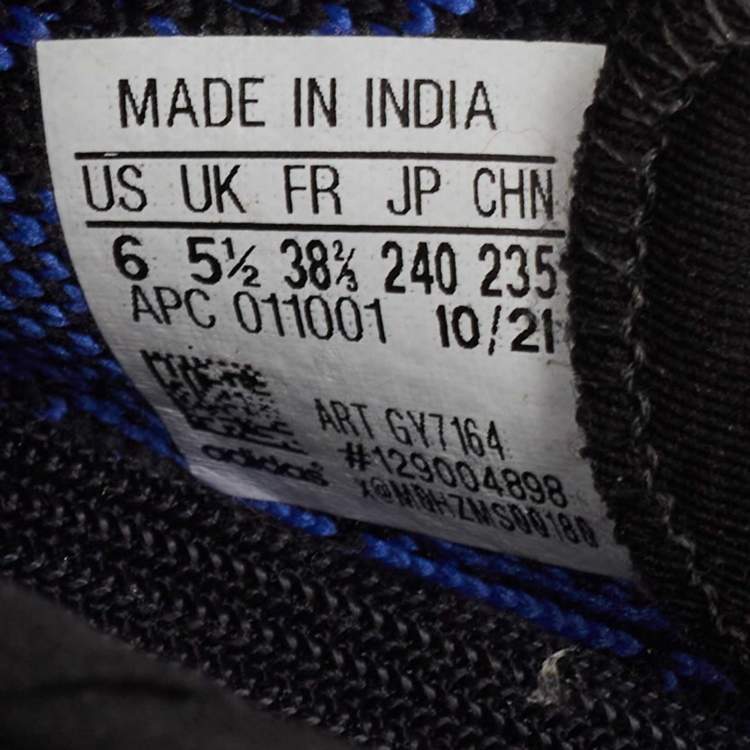 MADE IN INDIA
US UK FR JP CHN
6 5½ 38⅔ 240 235
APC 011001 10/21
ART GY7164
#129004898
adidas